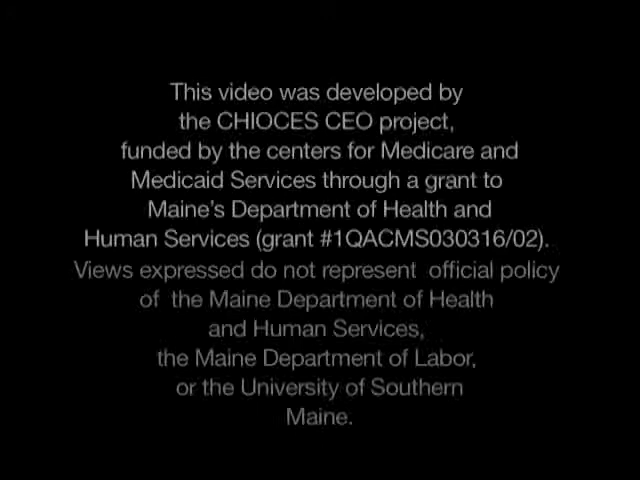 This video was developed by
the CHIOCES CEO project,
funded by the centers for Medicare and
Medicaid Services through a grant to
Maine's Department of Health and
Human Services (grant #1QACMS030316/02).
Views expressed do not represent official policy
of the Maine Department of Health
and Human Services,
the Maine Department of Labor,
or the University of Southern
Maine.